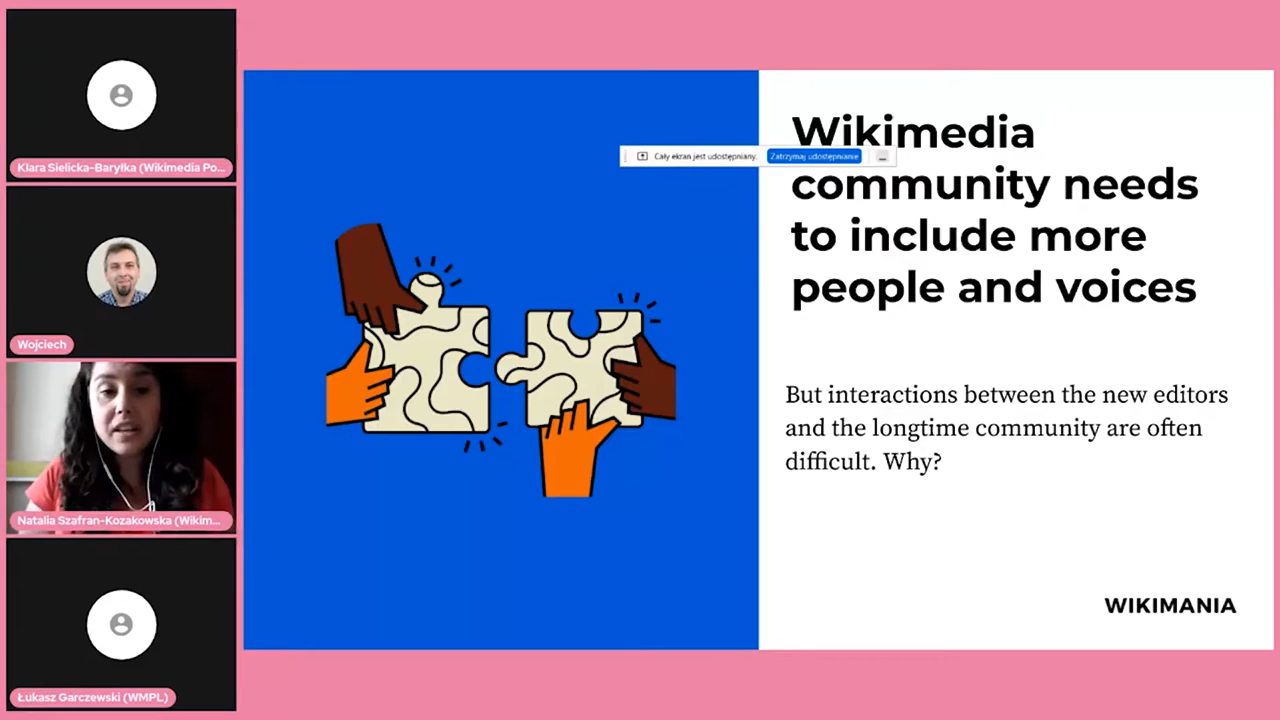 Klara Sielicka-Baryłka (Wikimedia Po...
Wojciech
Natalia Szafran-Kozakowska (Wikim...
Łukasz Garczewski (WMPL)
Cały ekran jest udostępniany.
Zatrzymaj udostępnianie
Wikimedia
community needs
to include more
people and voices
But interactions between the new editors
and the longtime community are often
difficult. Why?
WIKIMANIA